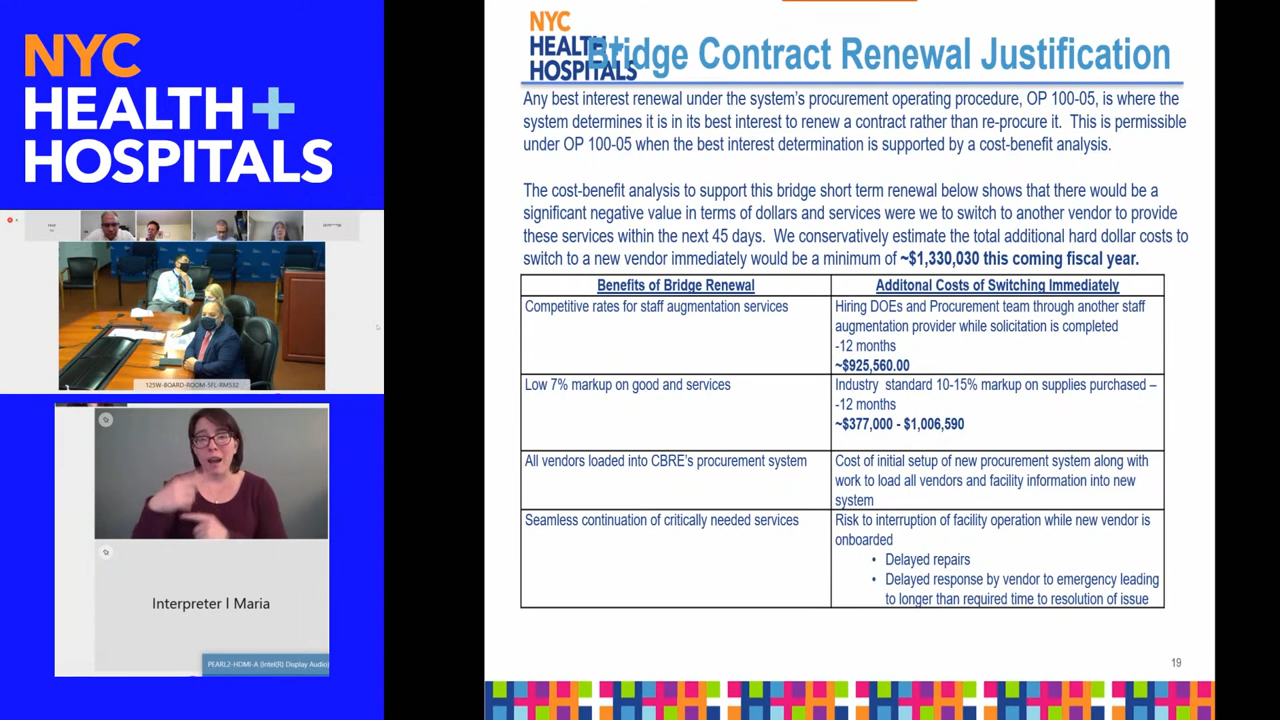 NYC
HEALTH+
HOSPITALS
125W-BOARD-ROOM-5FL-RM532
Interpreter I Maria
PEARL2-HDMI-A (Intel(R) Display Audio)
NYC
HEALTH+
HOSPITALS
Bridge Contract Renewal Justification
Any best interest renewal under the system's procurement operating procedure, OP 100-05, is where the
system determines it is in its best interest to renew a contract rather than re-procure it. This is permissible
under OP 100-05 when the best interest determination is supported by a cost-benefit analysis.
The cost-benefit analysis to support this bridge short term renewal below shows that there would be a
significant negative value in terms of dollars and services were we to switch to another vendor to provide
these services within the next 45 days. We conservatively estimate the total additional hard dollar costs to
switch to a new vendor immediately would be a minimum of ~$1,330,030 this coming fiscal year.
Benefits of Bridge Renewal
Additonal Costs of Switching Immediately
Competitive rates for staff augmentation services
Hiring DOEs and Procurement team through another staff
augmentation provider while solicitation is completed
-12 months
~$925,560.00
Low 7% markup on good and services
Industry standard 10-15% markup on supplies purchased –
-12 months
~$377,000 - $1,006,590
All vendors loaded into CBRE's procurement system
Cost of initial setup of new procurement system along with
work to load all vendors and facility information into new
system
Seamless continuation of critically needed services
Risk to interruption of facility operation while new vendor is
onboarded
• Delayed repairs
• Delayed response by vendor to emergency leading
to longer than required time to resolution of issue
19